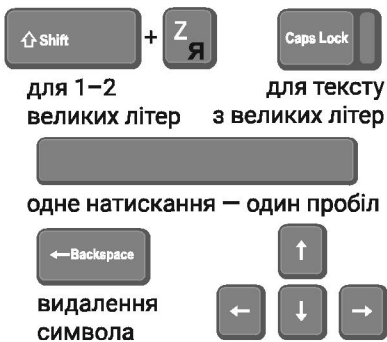 ⇧ Shift + Z Я
Caps Lock
для 1–2
великих літер
для тексту
з великих літер
одне натискання — один пробіл
←Backspace
видалення
символа
↑
← ↓ →